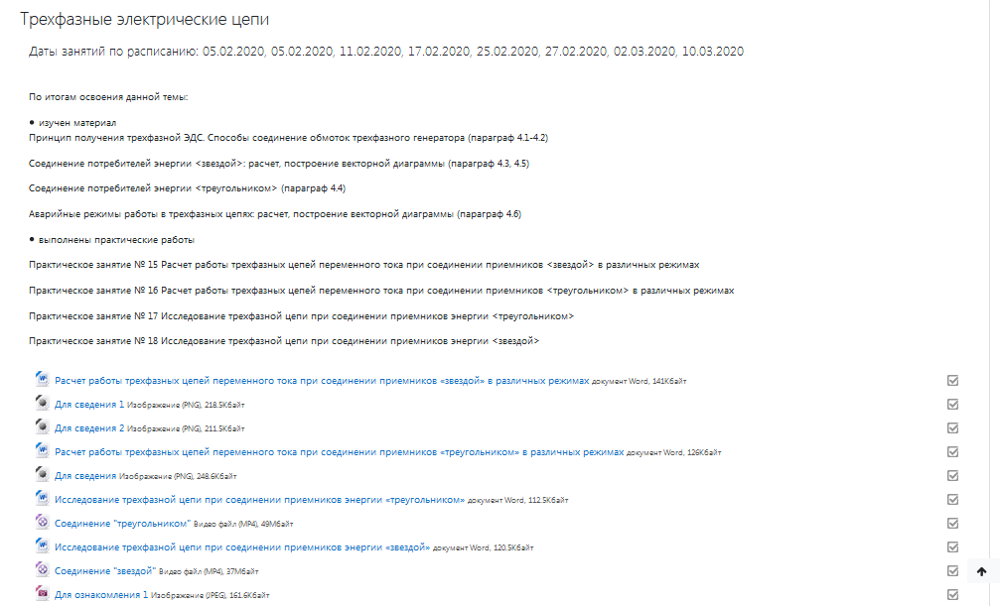 Трехфазные электрические цепи
Даты занятий по расписанию: 05.02.2020, 05.02.2020, 11.02.2020, 17.02.2020, 25.02.2020, 27.02.2020, 02.03.2020, 10.03.2020
По итогам освоения данной темы:
• изучен материал
Принцип получения трехфазной ЭДС. Способы соединение обмоток трехфазного генератора (параграф 4.1-4.2)
Соединение потребителей энергии <звездой>: расчет, построение векторной диаграммы (параграф 4.3, 4.5)
Соединение потребителей энергии <треугольником> (параграф 4.4)
Аварийные режимы работы в трехфазных цепях: расчет, построение векторной диаграммы (параграф 4.6)
• выполнены практические работы
Практическое занятие № 15 Расчет работы трехфазных цепей переменного тока при соединении приемников <звездой> в различных режимах
Практическое занятие № 16 Расчет работы трехфазных цепей переменного тока при соединении приемников <треугольником> в различных режимах
Практическое занятие № 17 Исследование трехфазной цепи при соединении приемников энергии <треугольником>
Практическое занятие № 18 Исследование трехфазной цепи при соединении приемников энергии <звездой>
Расчет работы трехфазных цепей переменного тока при соединении приемников «звездой» в различных режимах документ Word, 141Кбайт
Для сведения 1 Изображение (PNG), 218.5Кбайт
Для сведения 2 Изображение (PNG), 211.5Кбайт
Расчет работы трехфазных цепей переменного тока при соединении приемников «треугольником» в различных режимах документ Word, 126Кбайт
Для сведения Изображение (PNG), 248.6Кбайт
Исследование трехфазной цепи при соединении приемников энергии «треугольником» документ Word, 112.5Кбайт
Соединение "треугольником" Видео файл (MP4), 49Мбайт
Исследование трехфазной цепи при соединении приемников энергии «звездой» документ Word, 120.5Кбайт
Соединение "звездой" Видео файл (MP4), 37Мбайт
Для ознакомления 1 Изображение (JPEG), 161.6Кбайт